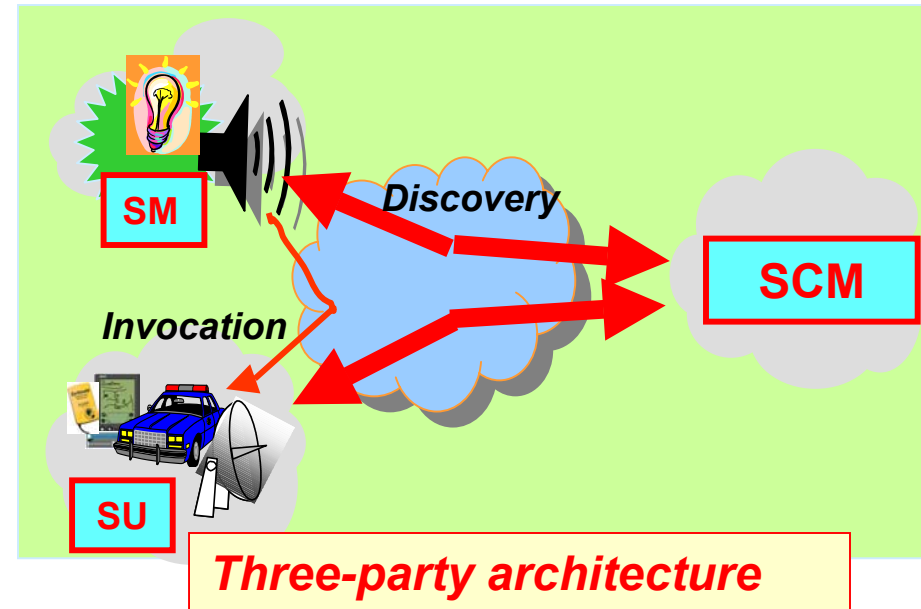 SM
Discovery
SCM
Invocation
SU
Three-party architecture